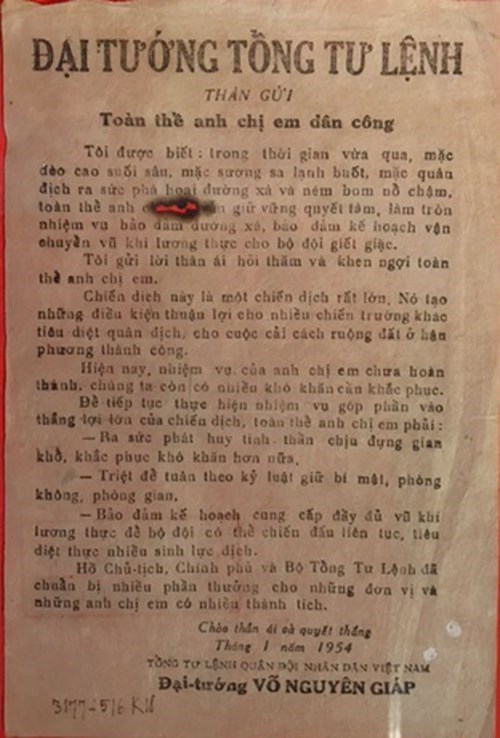 ĐẠI TƯỚNG TỔNG TƯ LỆNH
THÂN GỬI
Toàn thể anh chị em dân công
Tôi được biết : trong thời gian vừa qua, mặc
đèo cao suối sâu, mặc sương sa lạnh buốt, mặc quân
địch ra sức phá hoại đường xá và ném bom nổ chậm,
toàn thể anh giữ vững quyết tâm, làm tròn
nhiệm vụ bảo đảm đường xá, bảo đảm kế hoạch vận
chuyển vũ khí lương thực cho bộ đội giết giặc.
Tôi gửi lời thân ái hỏi thăm và khen ngợi toàn
thể anh chị em.
Chiến dịch này là một chiến dịch rất lớn. Nó tạo
những điều kiện thuận lợi cho nhiều chiến trường khác
tiêu diệt quân địch, cho cuộc cải cách ruộng đất ở hậu
phương thành công.
Hiện nay, nhiệm vụ của anh chị em chưa hoàn
thành, chúng ta còn có nhiều khó khăn cần khắc phục.
Để tiếp tục thực hiện nhiệm vụ góp phần vào
thắng lợi lớn của chiến dịch, toàn thể anh chị em phải :
— Ra sức phát huy tinh thần chịu đựng gian
khổ, khắc phục khó khăn hơn nữa.
— Triệt để tuân theo kỷ luật giữ bí mật, phòng
không, phòng gian.
— Bảo đảm kế hoạch cung cấp đầy đủ vũ khí
lương thực để bộ đội có thể chiến đấu liên tục, tiêu
diệt thực nhiều sinh lực địch.
Hồ Chủ-tịch, Chính phủ và Bộ Tổng Tư Lệnh đã
chuẩn bị nhiều phần thưởng cho những đơn vị và
những anh chị em có nhiều thành tích.
Chào thân ái và quyết thắng
Tháng 1 năm 1954
TỔNG TƯ LỆNH QUÂN ĐỘI NHÂN DÂN VIỆT NAM
Đại-tướng VÕ NGUYÊN GIÁP
3177-516 KN